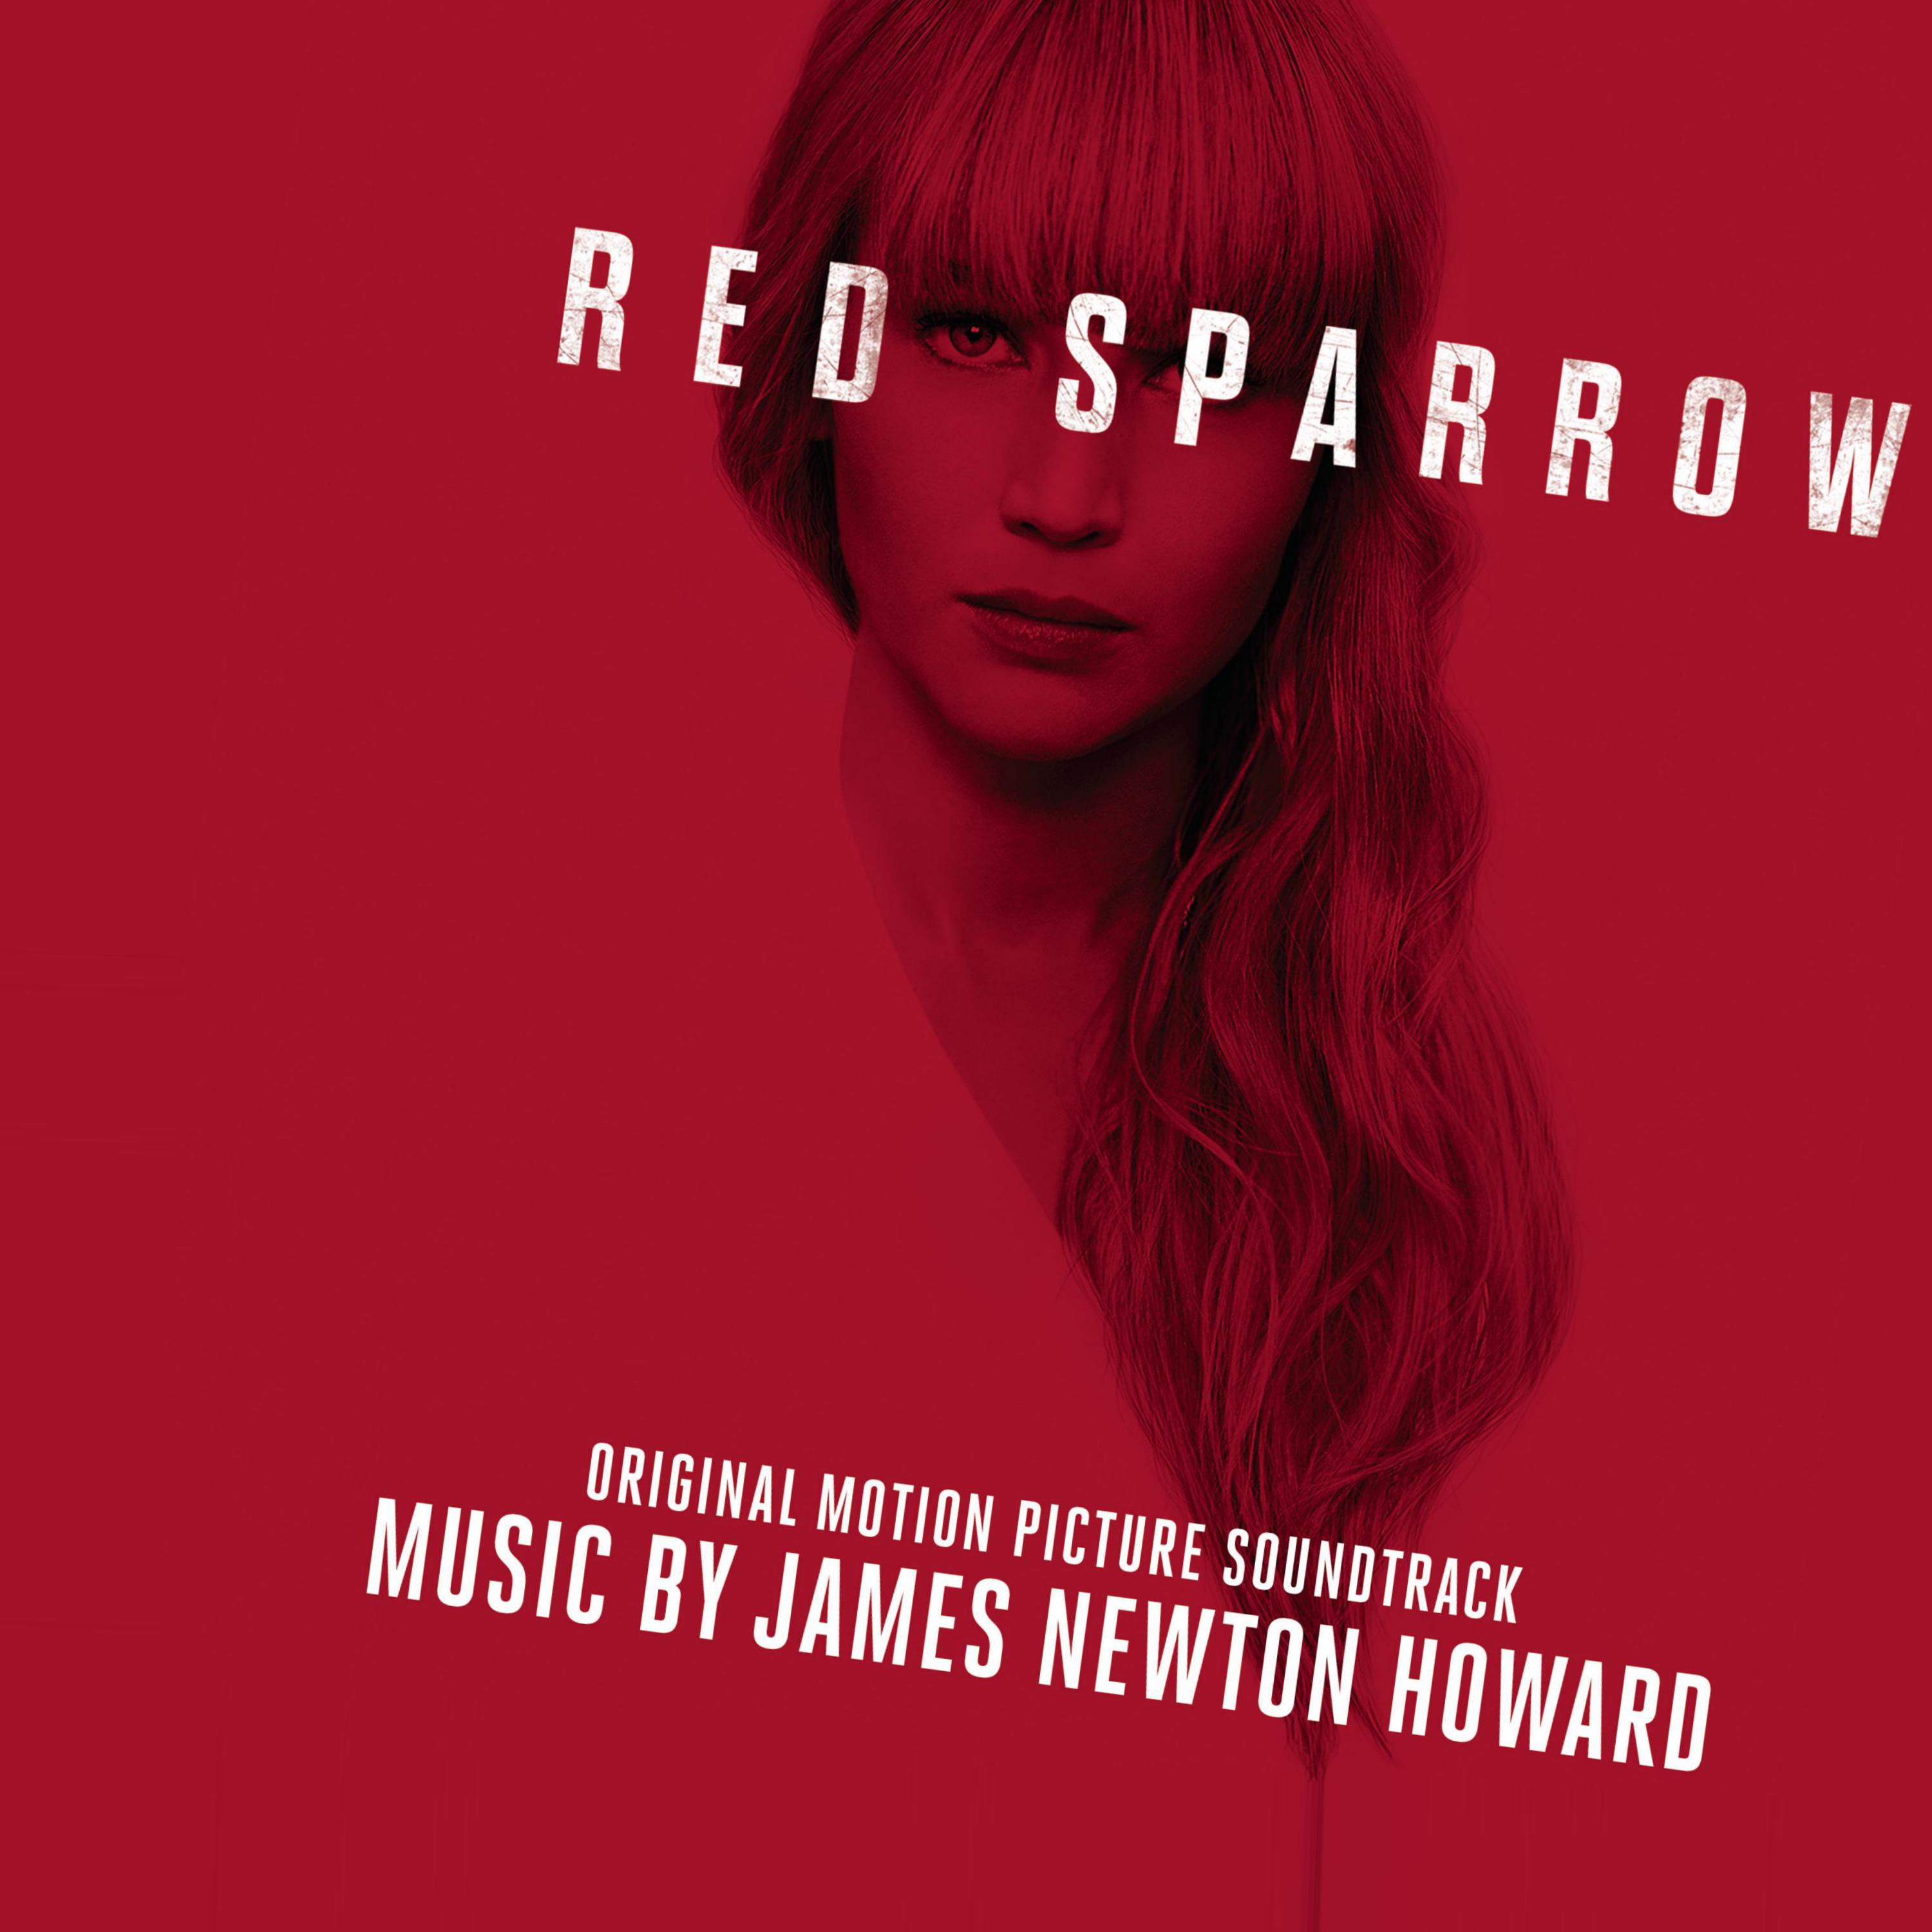 RED SPARROW
ORIGINAL MOTION PICTURE SOUNDTRACK
MUSIC BY JAMES NEWTON HOWARD